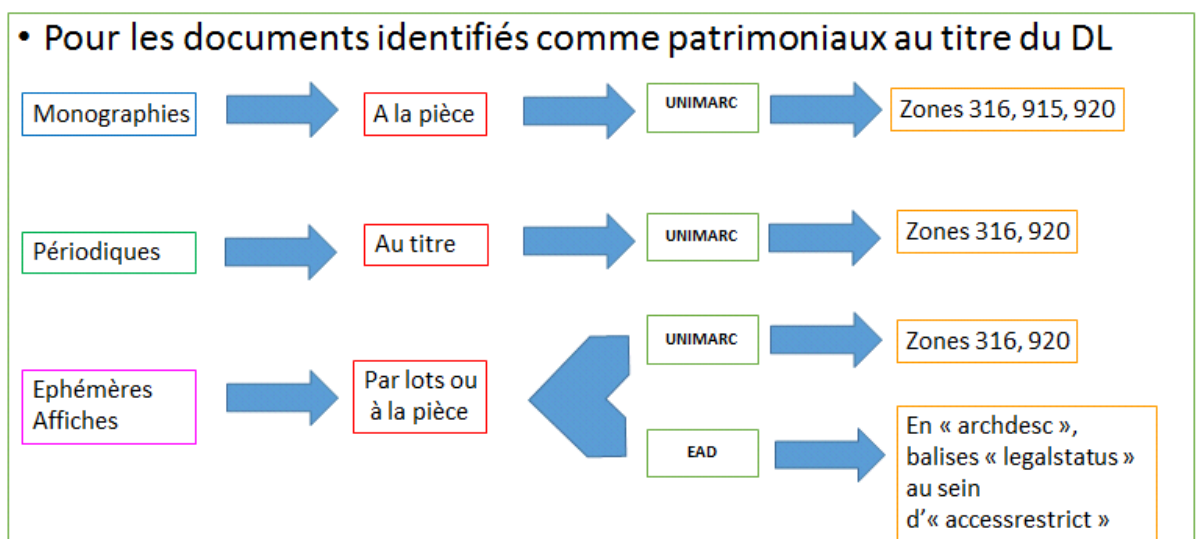 • Pour les documents identifiés comme patrimoniaux au titre du DL
Monographies
A la pièce
UNIMARC
Zones 316, 915, 920
Périodiques
Au titre
UNIMARC
Zones 316, 920
Ephémères
Affiches
Par lots ou
à la pièce
UNIMARC
Zones 316, 920
EAD
En « archdesc »,
balises « legalstatus »
au sein
d’« accessrestrict »